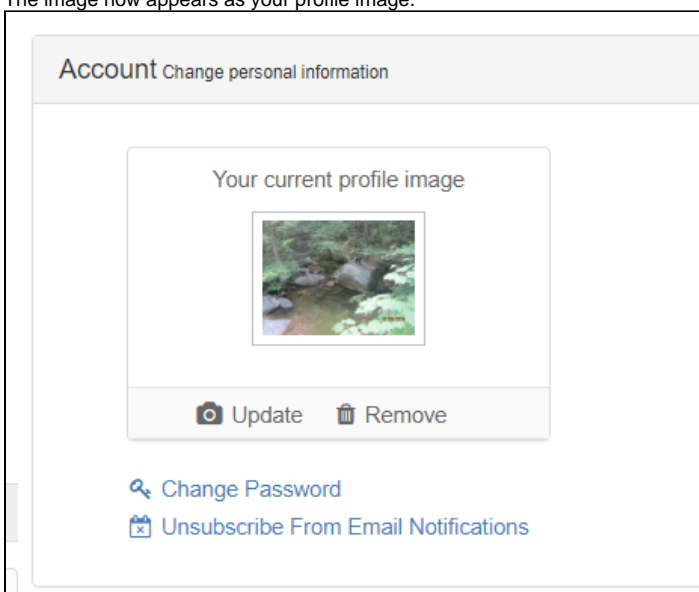 The image now appears as your profile image.
Account Change personal information
Your current profile image
Update Remove
Change Password
Unsubscribe From Email Notifications